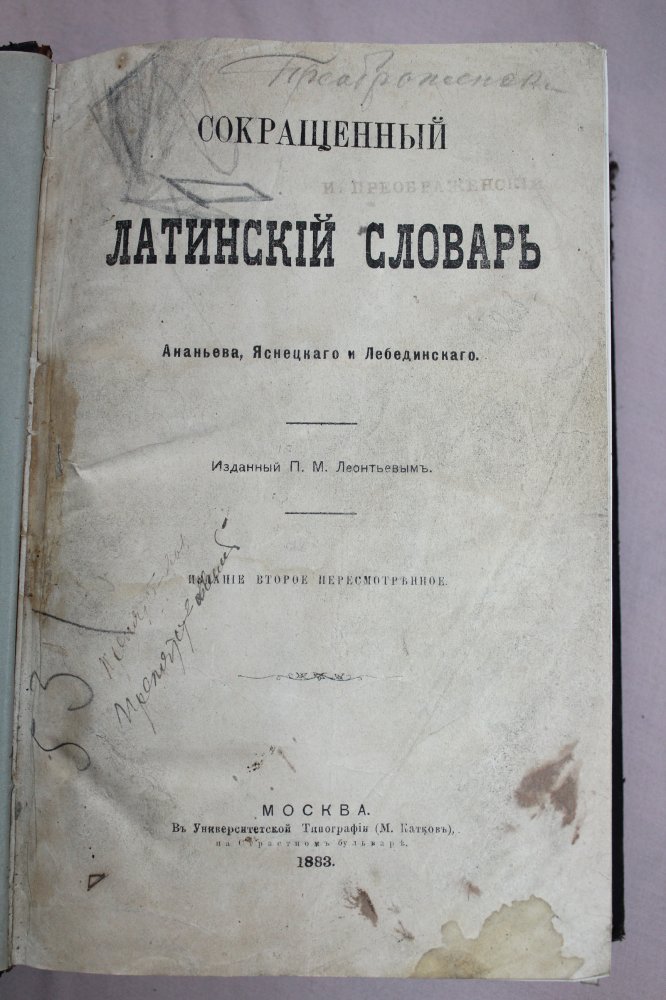 СОКРАЩЕННЫЙ
И. ПРЕОБРАЖЕНСКІЙ
ЛАТИНСКІЙ СЛОВАРЬ
Ананьева, Яснецкаго и Лебединскаго.
Изданный П. М. Леонтьевымъ.
ИЗДАНІЕ ВТОРОЕ ПЕРЕСМОТРѢННОЕ.
53
МОСКВА.
Въ Университетской Типографіи (М. Катковъ),
на Страстномъ бульварѣ.
1883.